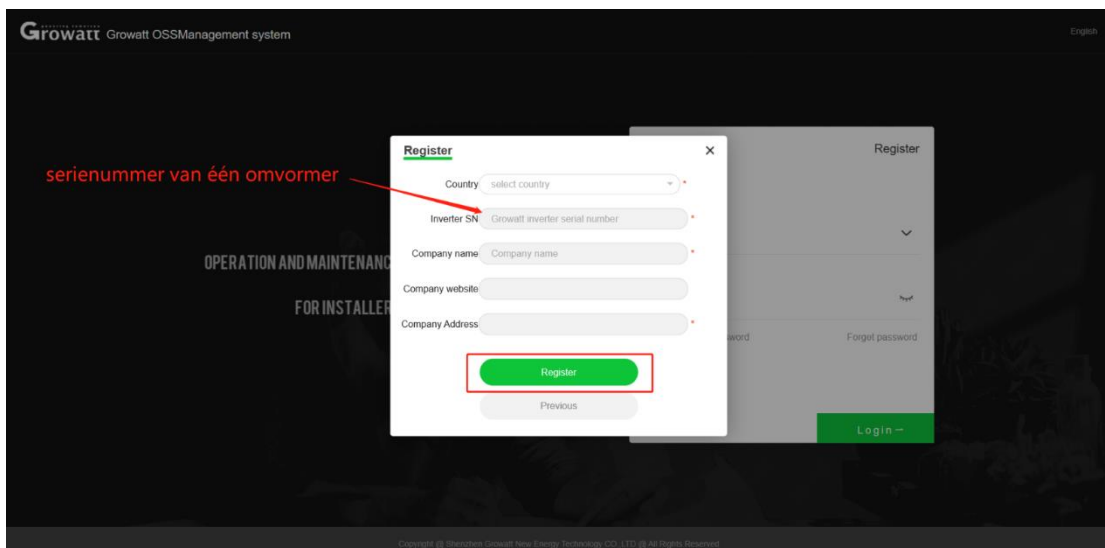 Growatt Growatt OSSManagement system
English
Register
Register
serienummer van één omvormer
Country select country *
Inverter SN Growatt inverter serial number *
OPERATION AND MAINTENANC
Company name Company name *
Company website
FOR INSTALLER
Company Address *
word
Forget password
Register
Previous
Login
Copyright @ Shenzhen Growatt New Energy Technology CO.,LTD @ All Rights Reserved